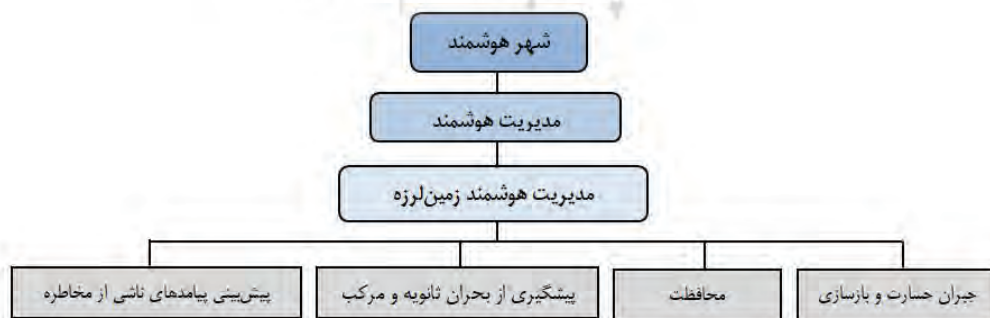 شهر هوشمند
مدیریت هوشمند
مدیریت هوشمند زمین‌لرزه
جبران خسارت و بازسازی
محافظت
پیشگیری از بحران ثانویه و مرکب
پیش‌بینی پیامدهای ناشی از مخاطره